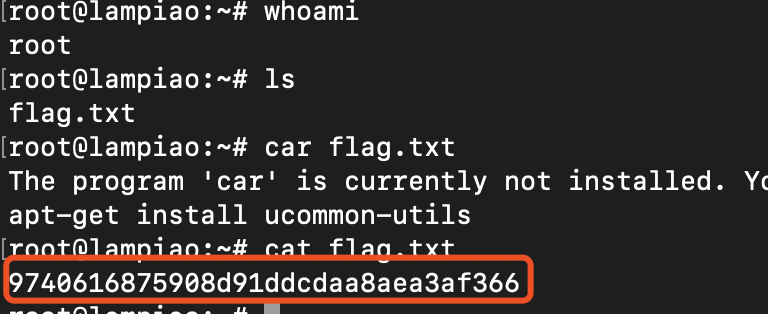 [root@lampiao:~# whoami
root
[root@lampiao:~# ls
flag.txt
[root@lampiao:~# car flag.txt
The program 'car' is currently not installed. Yo
apt-get install ucommon-utils
[root@lampiao:~# cat flag.txt
9740616875908d91ddcdaa8aea3af366
root@lampiao:~#